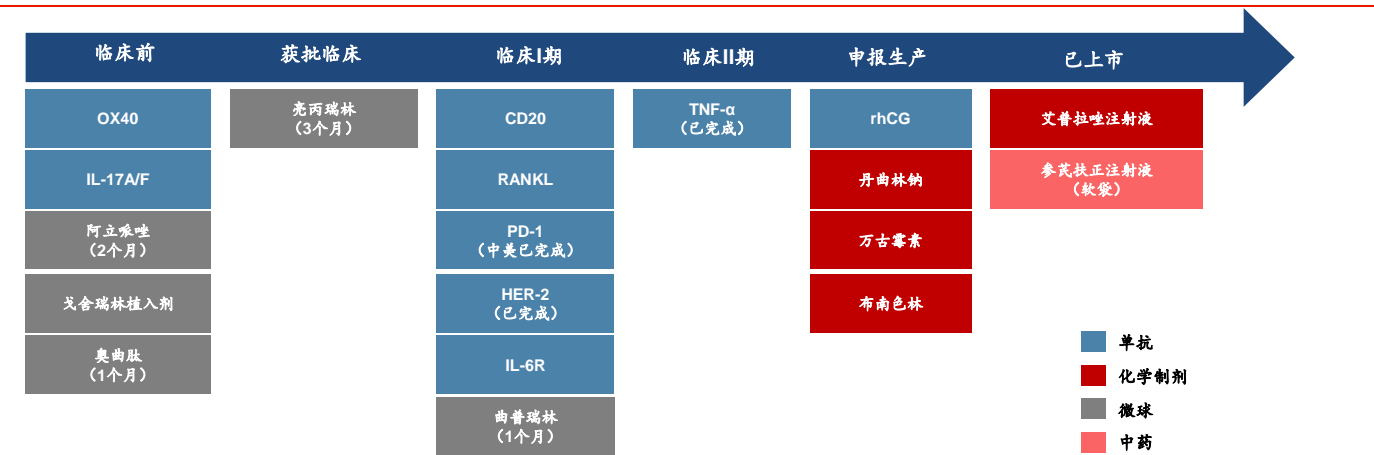 临床前
获批临床
临床I期
临床II期
申报生产
已上市
OX40
亮丙瑞林
（3个月）
CD20
TNF-α
（已完成）
rhCG
艾普拉唑注射液
IL-17A/F
RANKL
丹曲林钠
参芪扶正注射液
（软袋）
阿立哌唑
（2个月）
PD-1
（中美已完成）
万古霉素
戈舍瑞林植入剂
HER-2
（已完成）
布南色林
奥曲肽
（1个月）
IL-6R
曲普瑞林
（1个月）
单抗
化学制剂
微球
中药